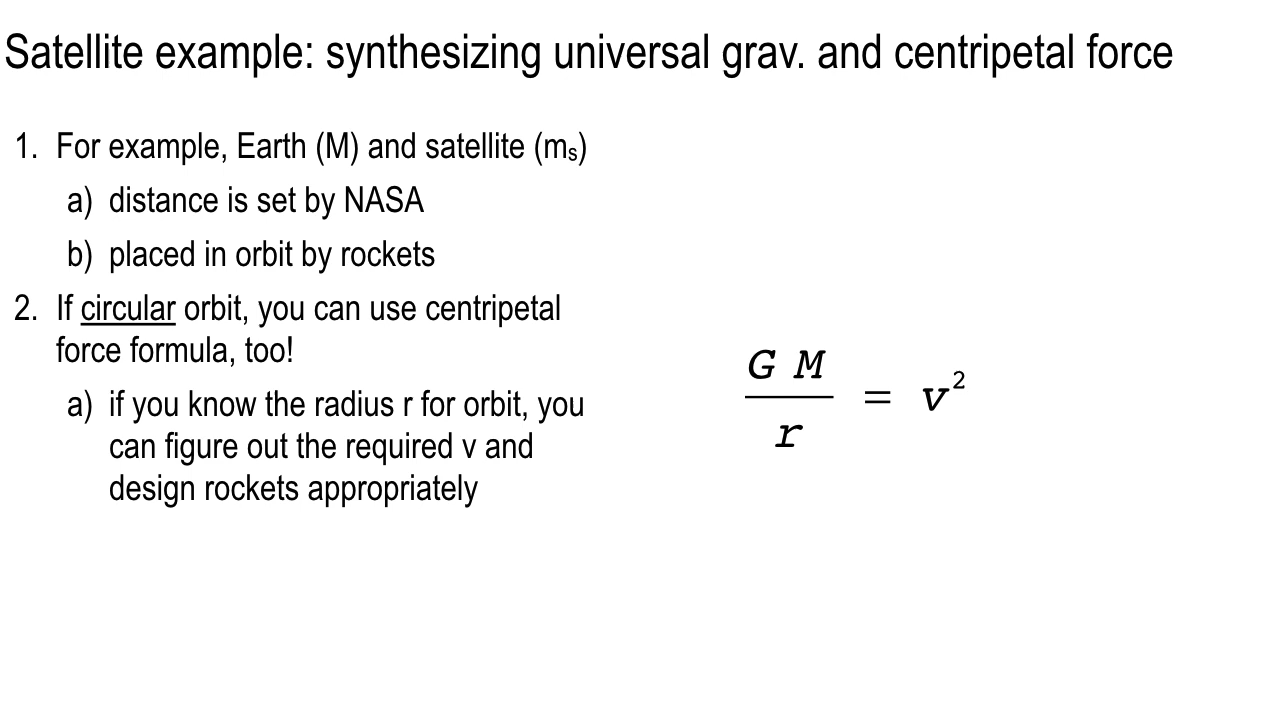 Satellite example: synthesizing universal grav. and centripetal force
1. For example, Earth (M) and satellite (mₛ)
a) distance is set by NASA
b) placed in orbit by rockets
2. If circular orbit, you can use centripetal
force formula, too!
a) if you know the radius r for orbit, you
can figure out the required v and
design rockets appropriately
G M
r
= v²